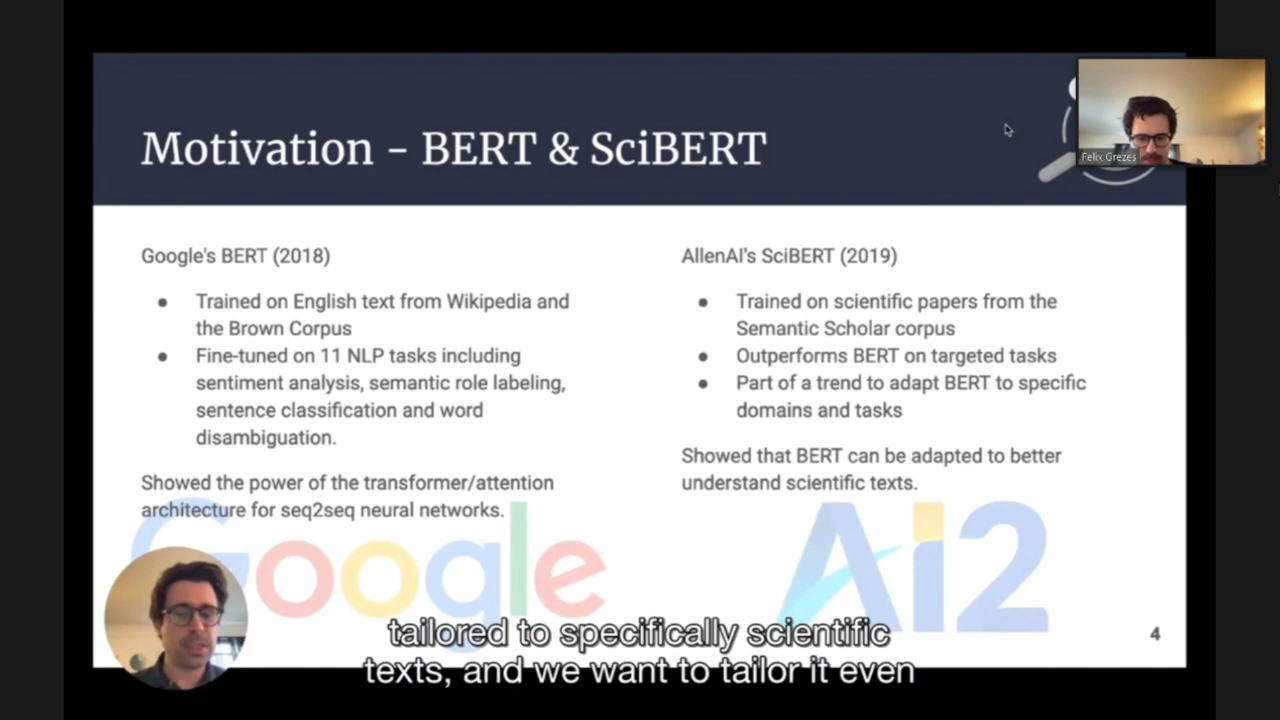 Motivation - BERT & SciBERT
Felix Grezes
Google's BERT (2018)
● Trained on English text from Wikipedia and
the Brown Corpus
● Fine-tuned on 11 NLP tasks including
sentiment analysis, semantic role labeling,
sentence classification and word
disambiguation.
Showed the power of the transformer/attention
architecture for seq2seq neural networks.
Google
AllenAI's SciBERT (2019)
● Trained on scientific papers from the
Semantic Scholar corpus
● Outperforms BERT on targeted tasks
● Part of a trend to adapt BERT to specific
domains and tasks
Showed that BERT can be adapted to better
understand scientific texts.
Ai2
4
tailored to specifically scientific
texts, and we want to tailor it even